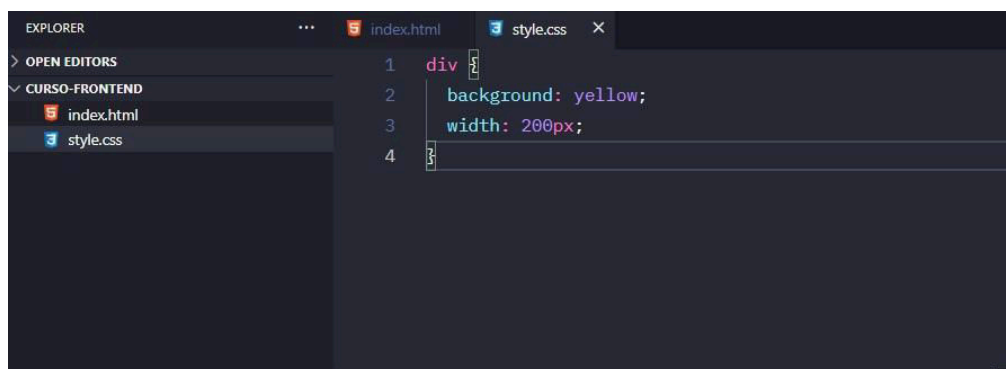 EXPLORER ···
> OPEN EDITORS
CURSO-FRONTEND
index.html
style.css
index.html style.css ×
1 div {
2 background: yellow;
3 width: 200px;
4 }